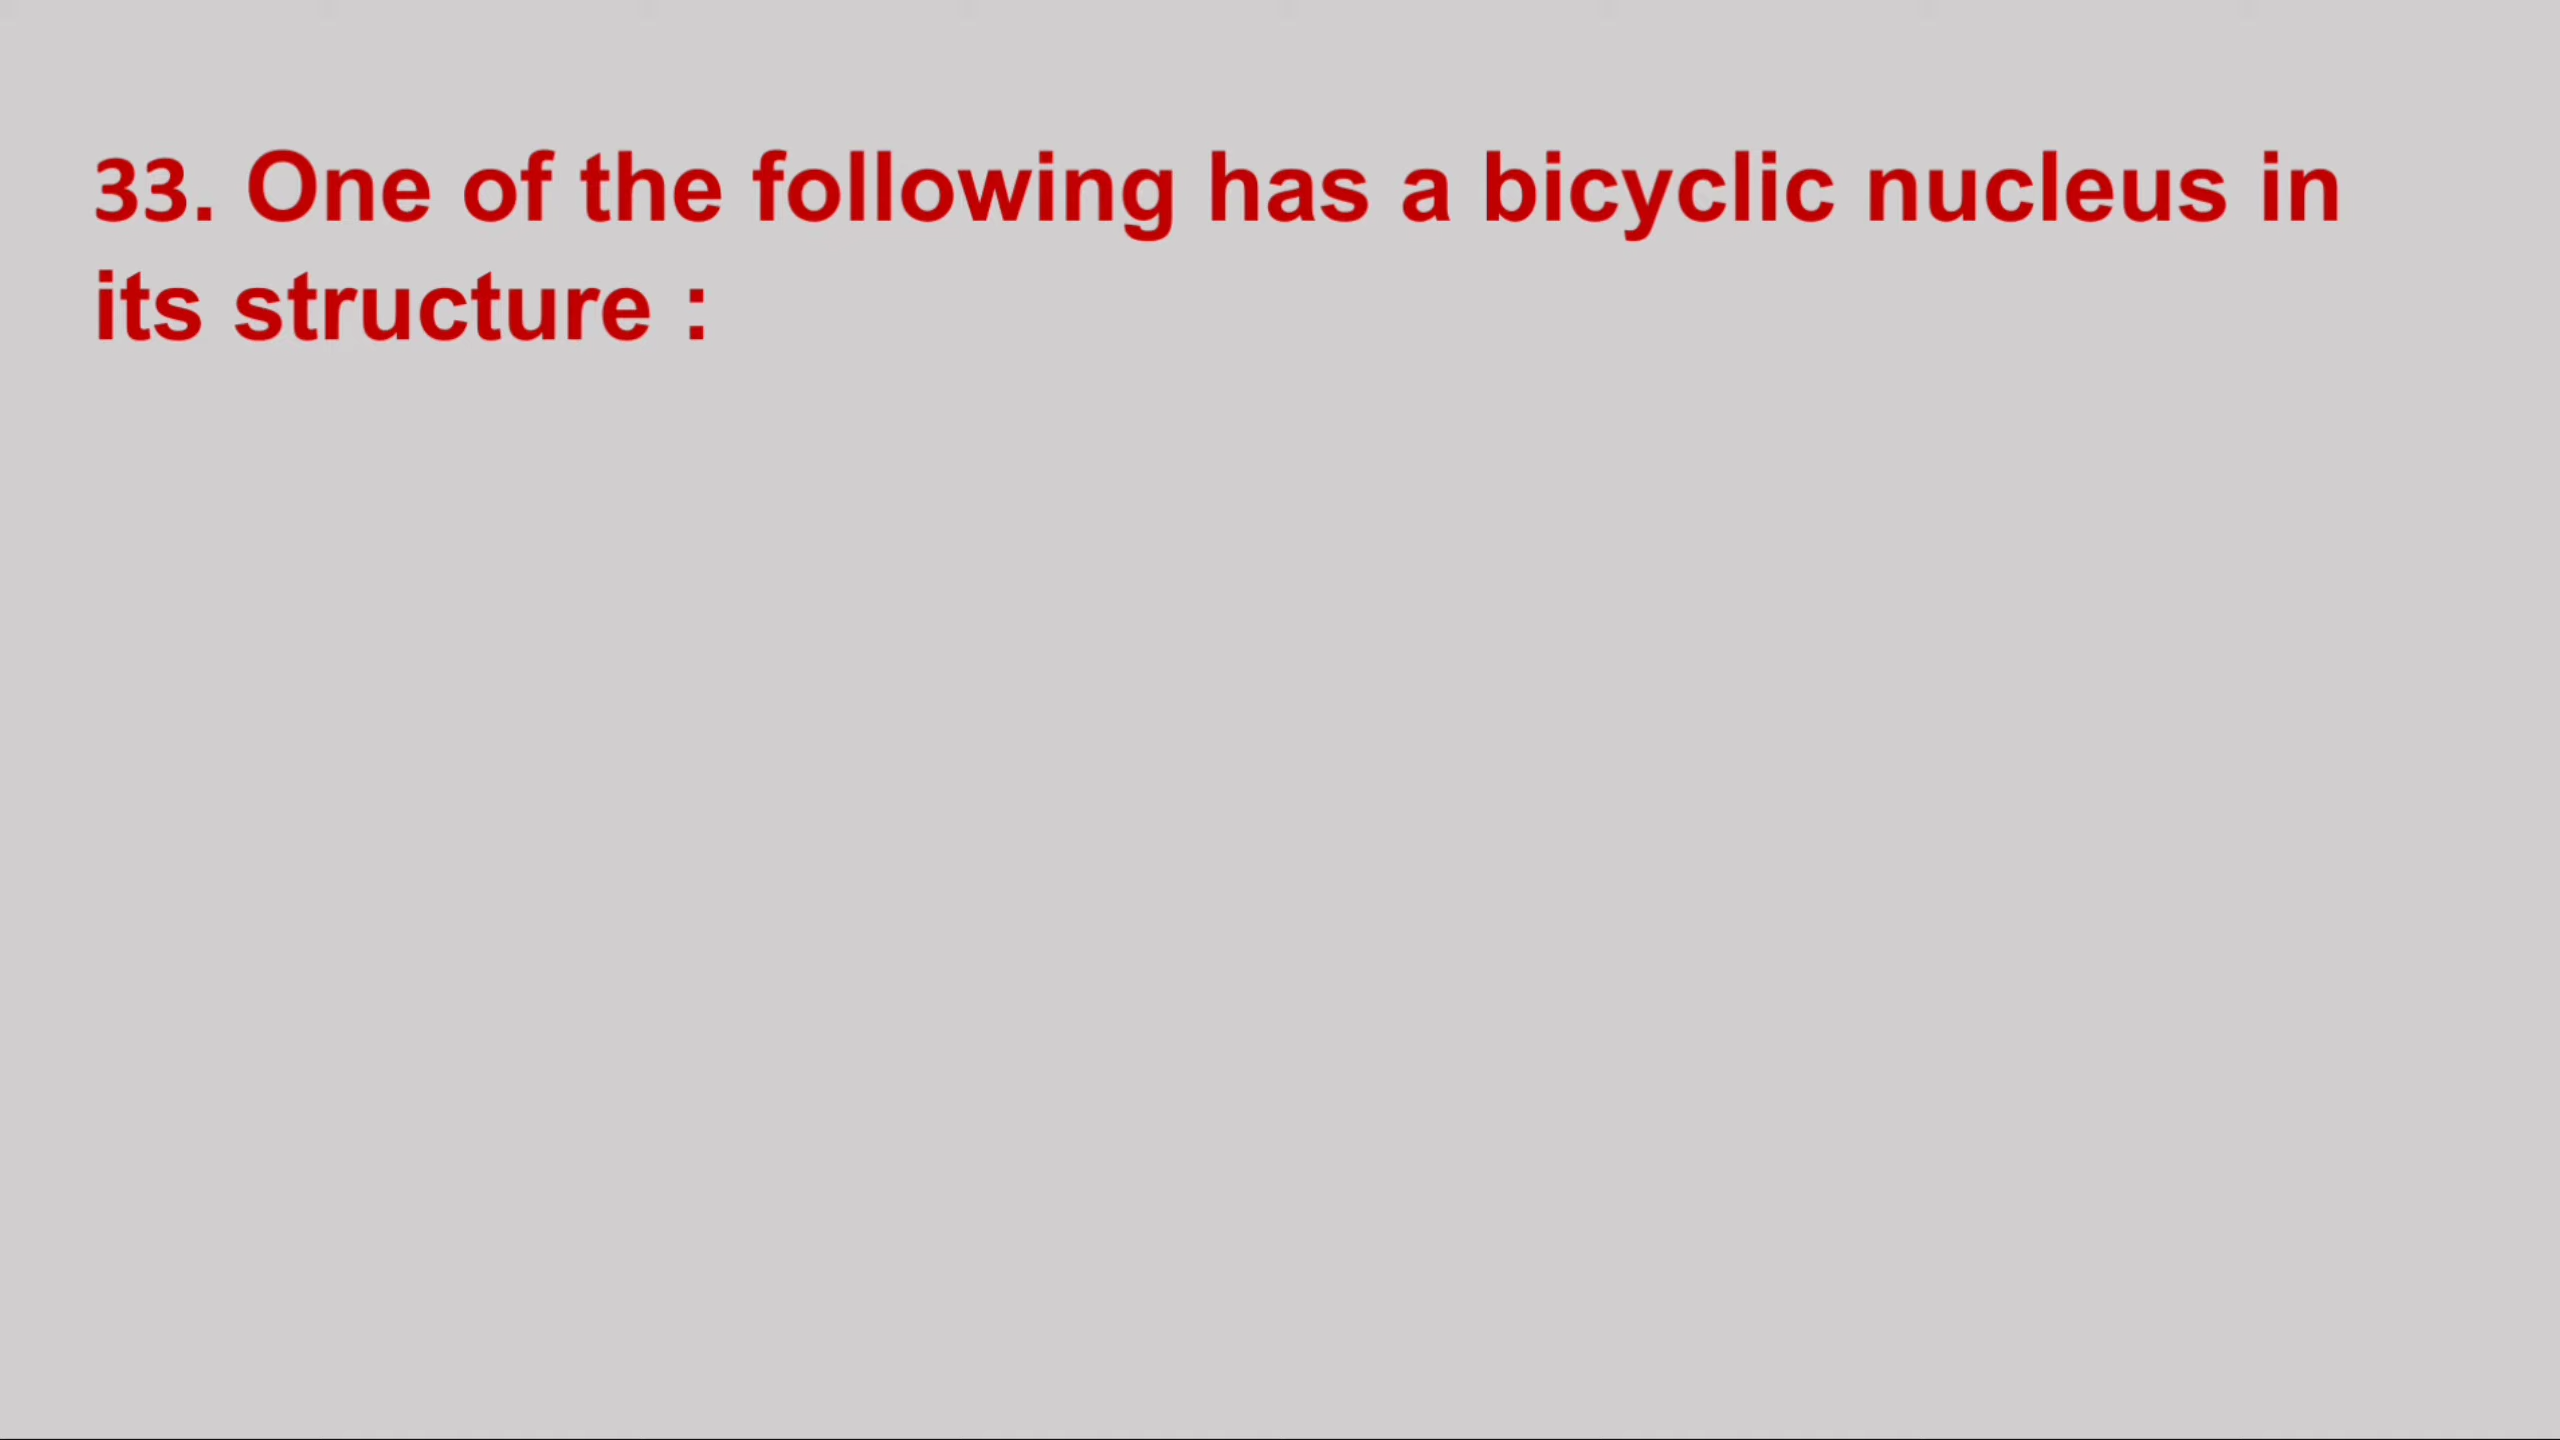 33. One of the following has a bicyclic nucleus in
its structure :